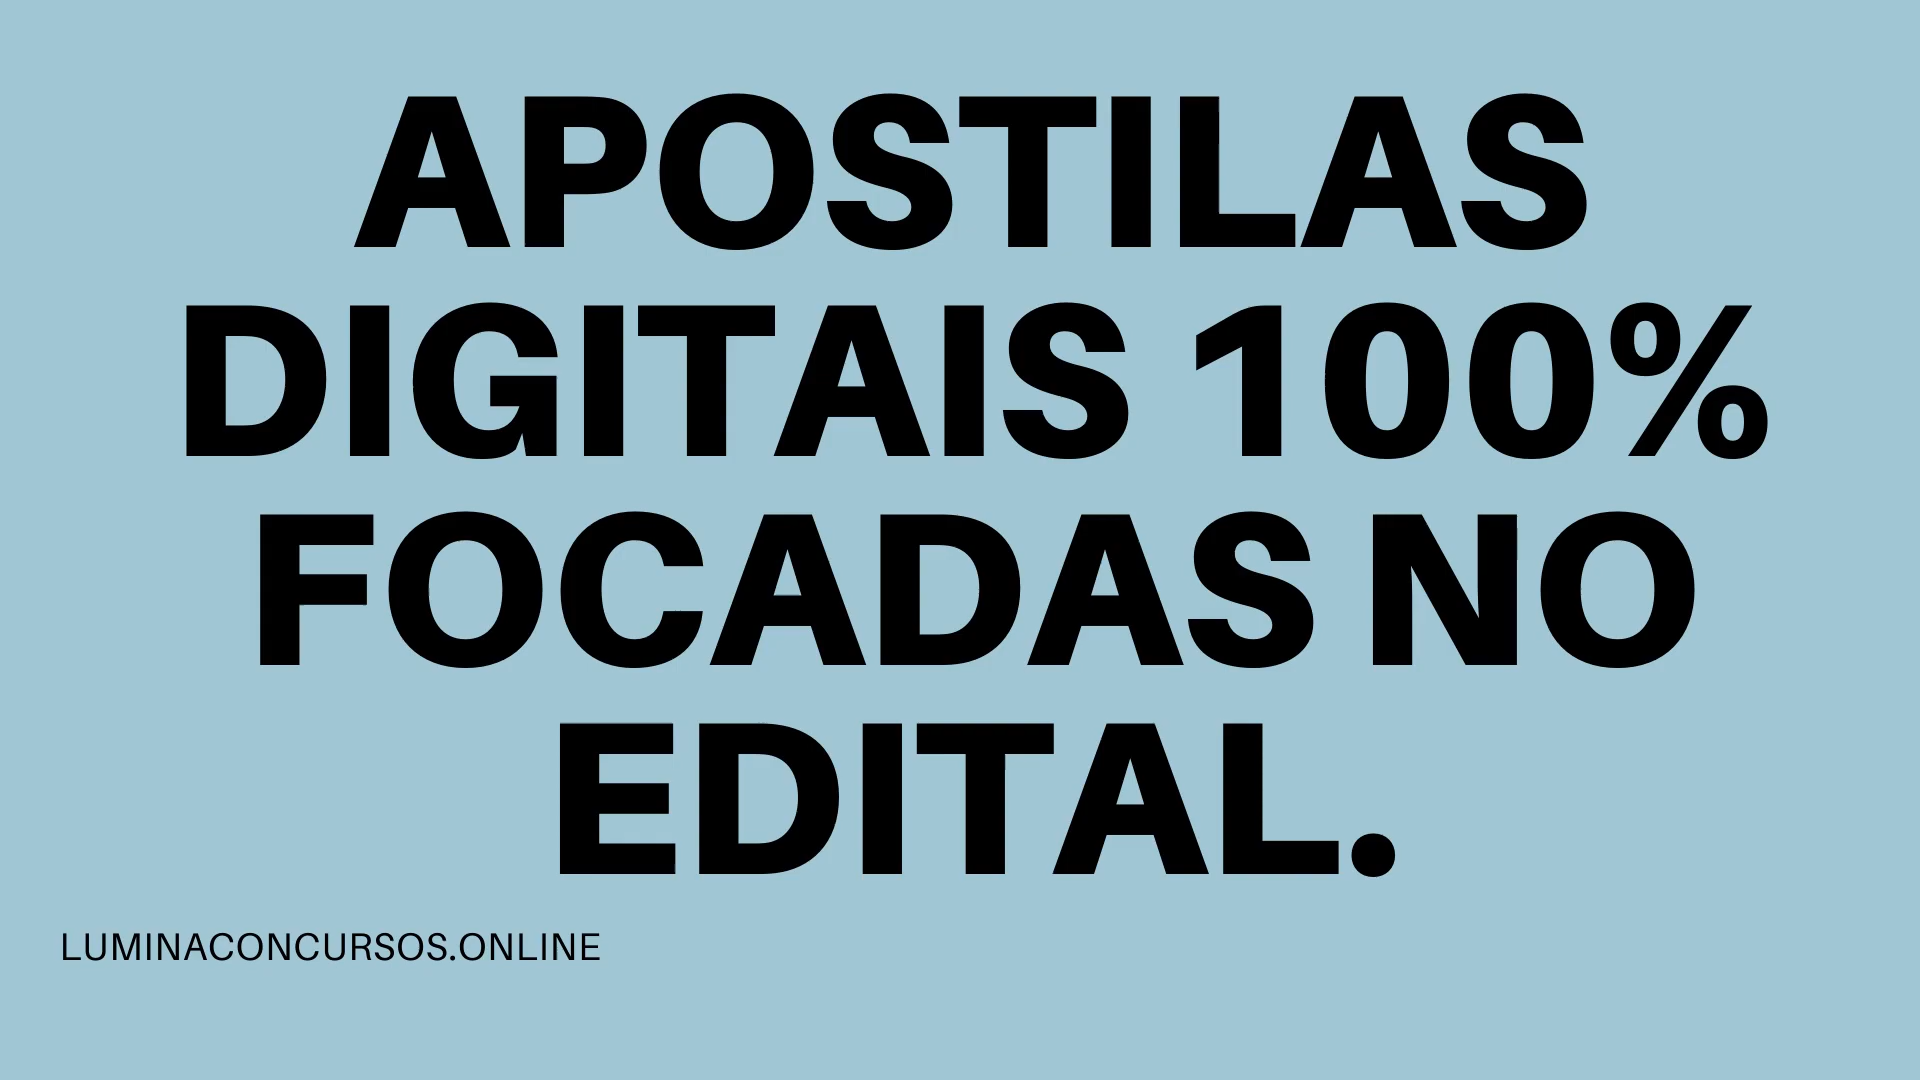 APOSTILAS
DIGITAIS 100%
FOCADAS NO
EDITAL.
LUMINACONCURSOS.ONLINE